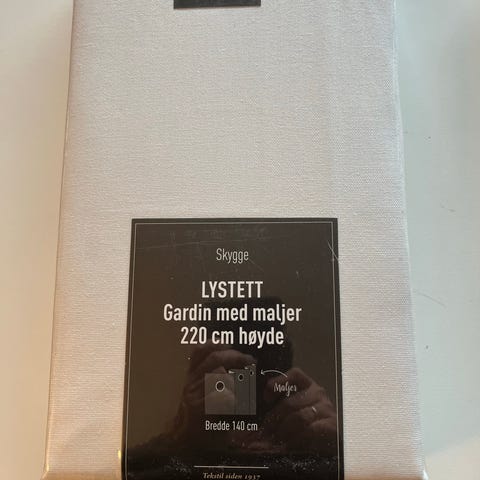 Skygge
LYSTETT
Gardin med maljer
220 cm høyde
Maljer
Bredde 140 cm
Tekstil siden 1937